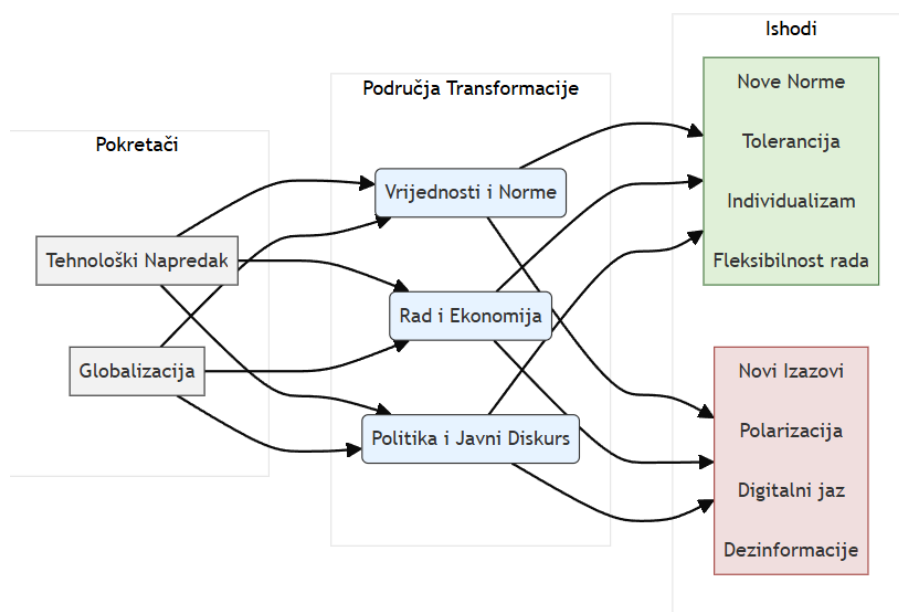 Pokretači
Tehnološki Napredak
Globalizacija
Područja Transformacije
Vrijednosti i Norme
Rad i Ekonomija
Politika i Javni Diskurs
Ishodi
Nove Norme
Tolerancija
Individualizam
Fleksibilnost rada
Novi Izazovi
Polarizacija
Digitalni jaz
Dezinformacije